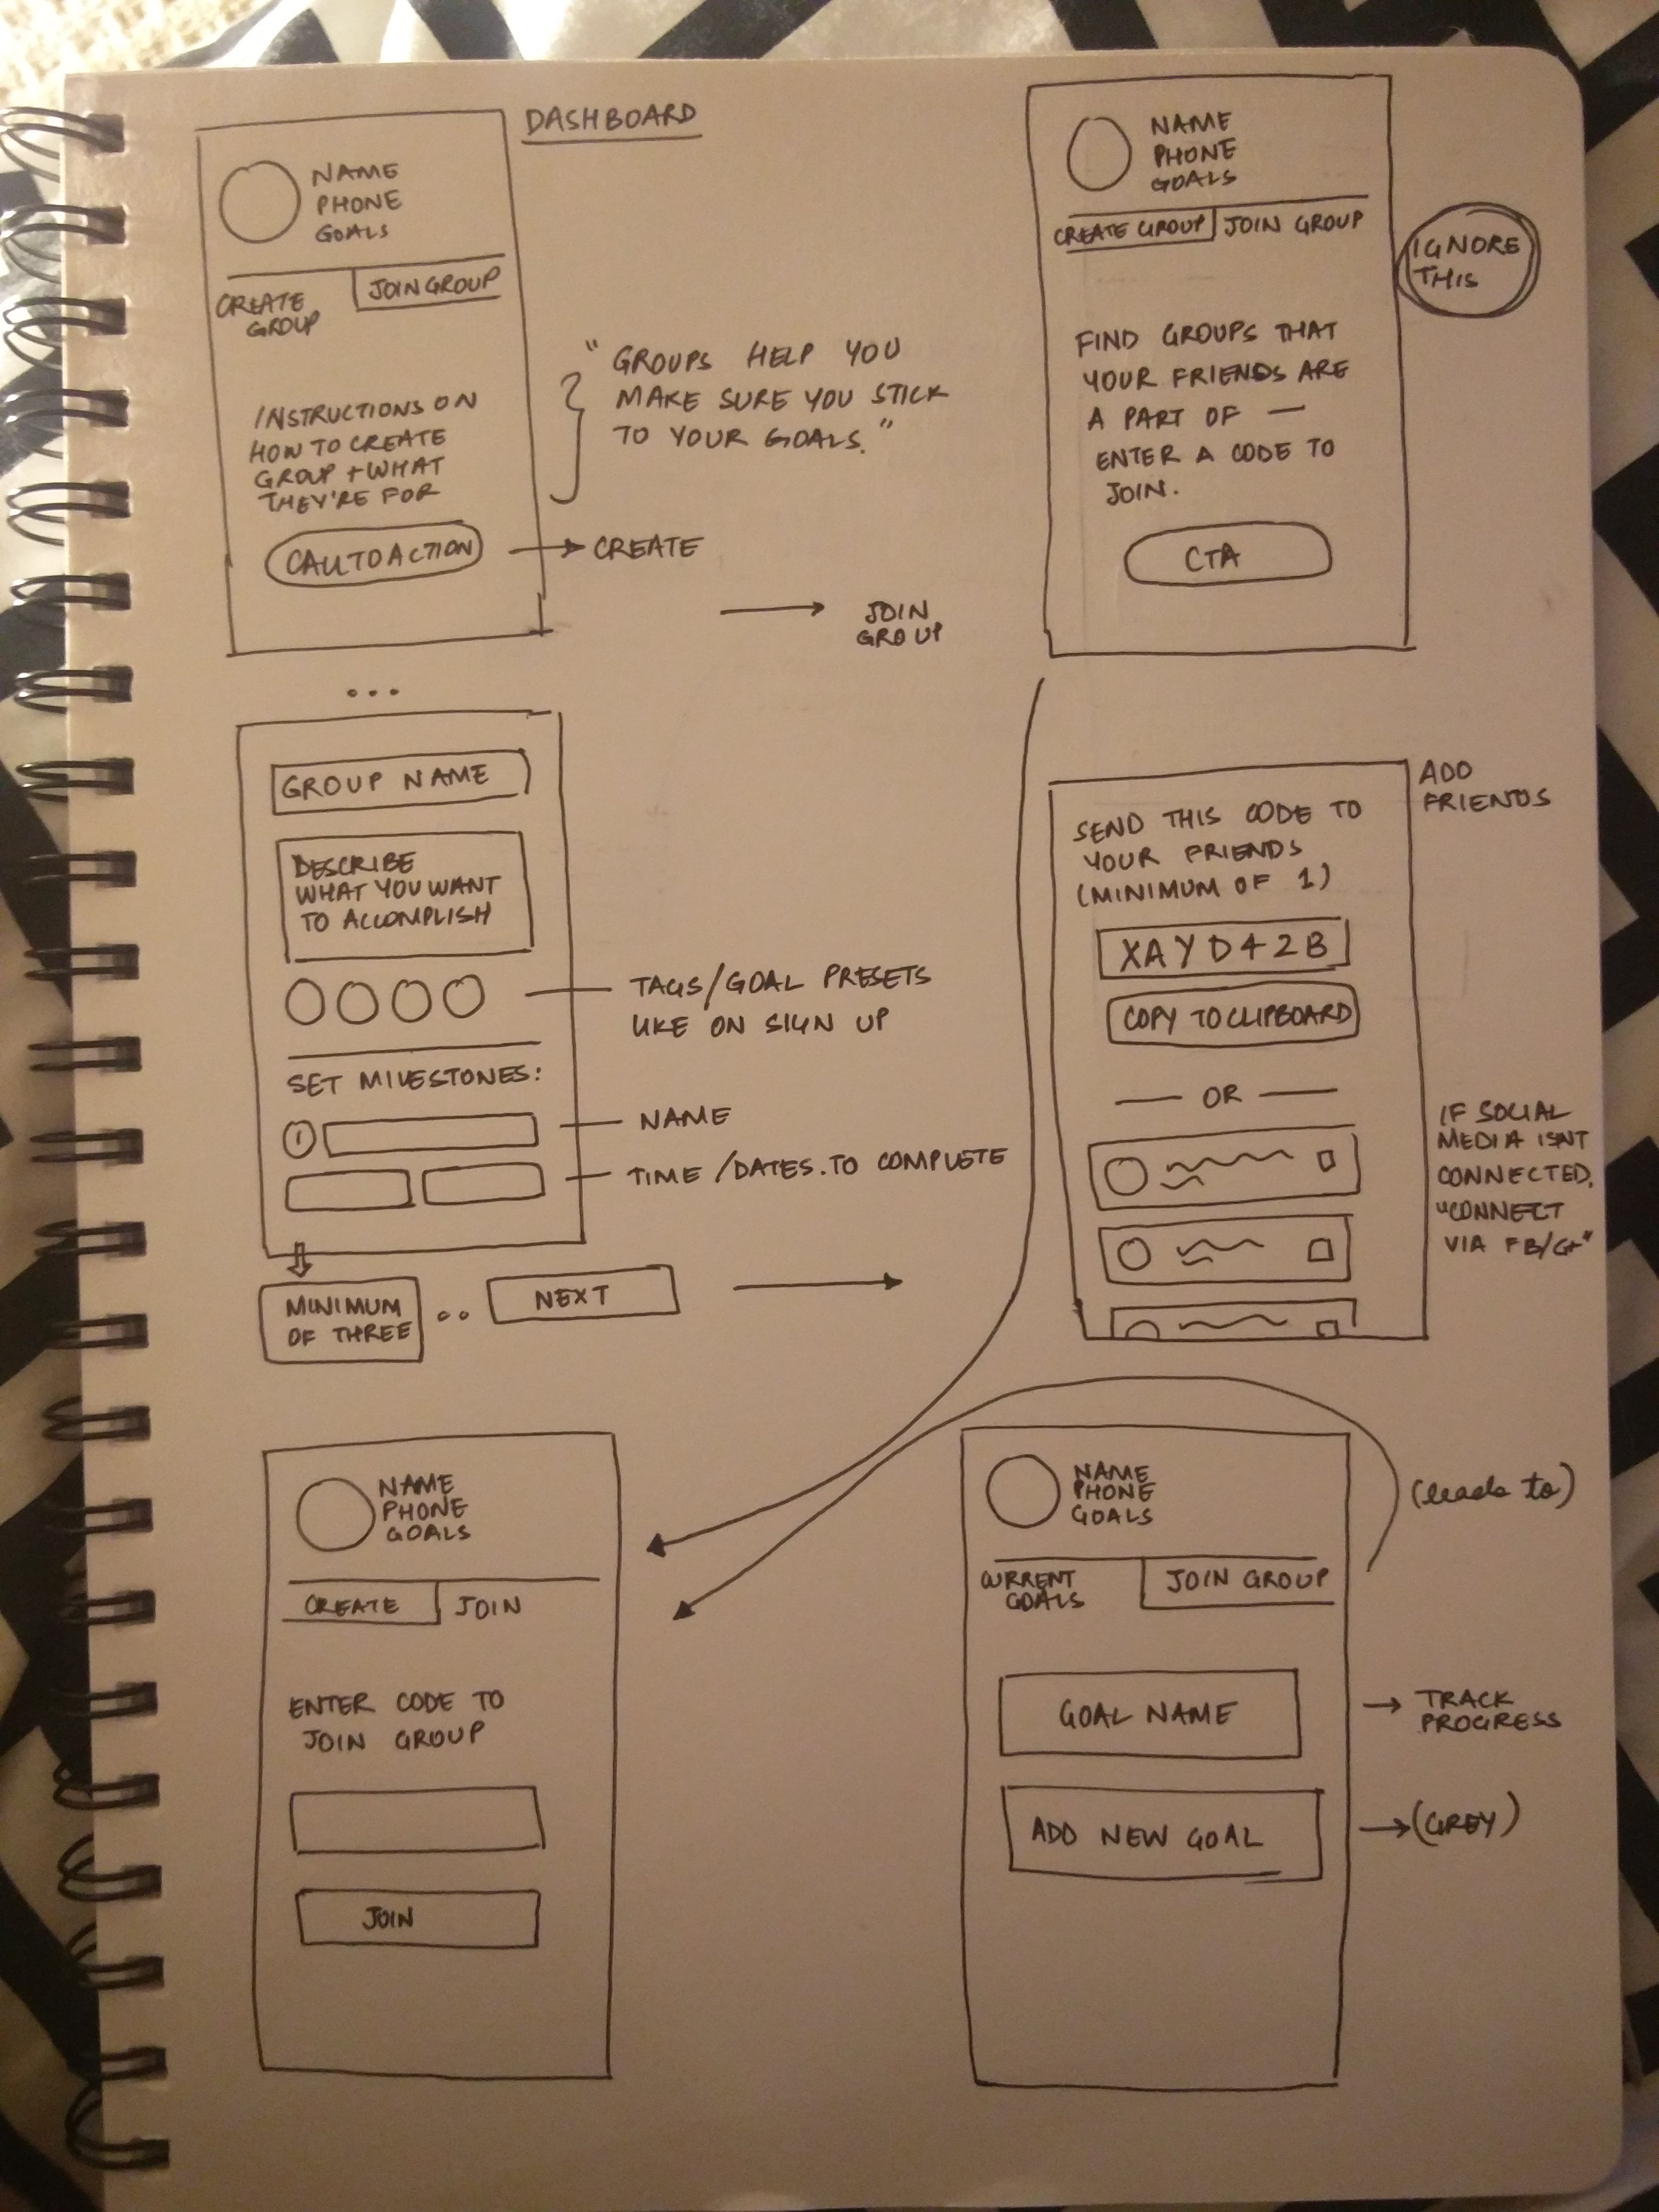 DASHBOARD
NAME
PHONE
GOALS
CREATE
GROUP
JOIN GROUP
INSTRUCTIONS ON
HOW TO CREATE
GROUP + WHAT
THEY'RE FOR
CALL TO ACTION
"GROUPS HELP YOU
MAKE SURE YOU STICK
TO YOUR GOALS."
CREATE
JOIN
GROUP
NAME
PHONE
GOALS
CREATE GROUP
JOIN GROUP
IGNORE
THIS
FIND GROUPS THAT
YOUR FRIENDS ARE
A PART OF —
ENTER A CODE TO
JOIN.
CTA
...
GROUP NAME
DESCRIBE
WHAT YOU WANT
TO ACCOMPLISH
TAGS/GOAL PRESETS
LIKE ON SIGN UP
SET MILESTONES:
1
NAME
TIME/DATES.TO COMPLETE
MINIMUM
OF THREE
..
NEXT
ADD
FRIENDS
SEND THIS CODE TO
YOUR FRIENDS
(MINIMUM OF 1)
XAYD42B
COPY TO CLIPBOARD
— OR —
IF SOCIAL
MEDIA ISNT
CONNECTED,
"CONNECT
VIA FB/G+"
NAME
PHONE
GOALS
CREATE
JOIN
ENTER CODE TO
JOIN GROUP
JOIN
NAME
PHONE
GOALS
(leads to)
CURRENT
GOALS
JOIN GROUP
GOAL NAME
TRACK
PROGRESS
ADD NEW GOAL
(GREY)